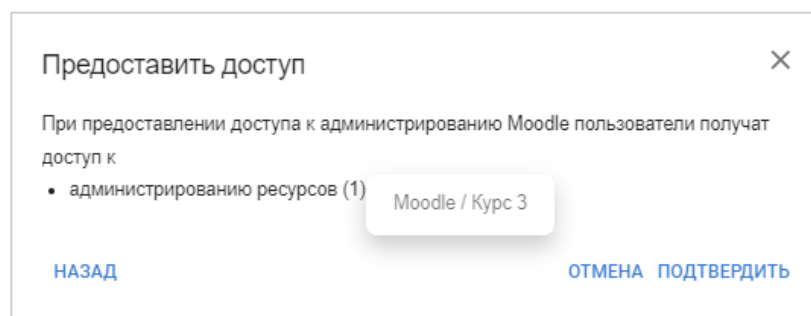 Предоставить доступ
При предоставлении доступа к администрированию Moodle пользователи получат
доступ к
• администрированию ресурсов (1)
Moodle / Курс 3
НАЗАД
ОТМЕНА ПОДТВЕРДИТЬ